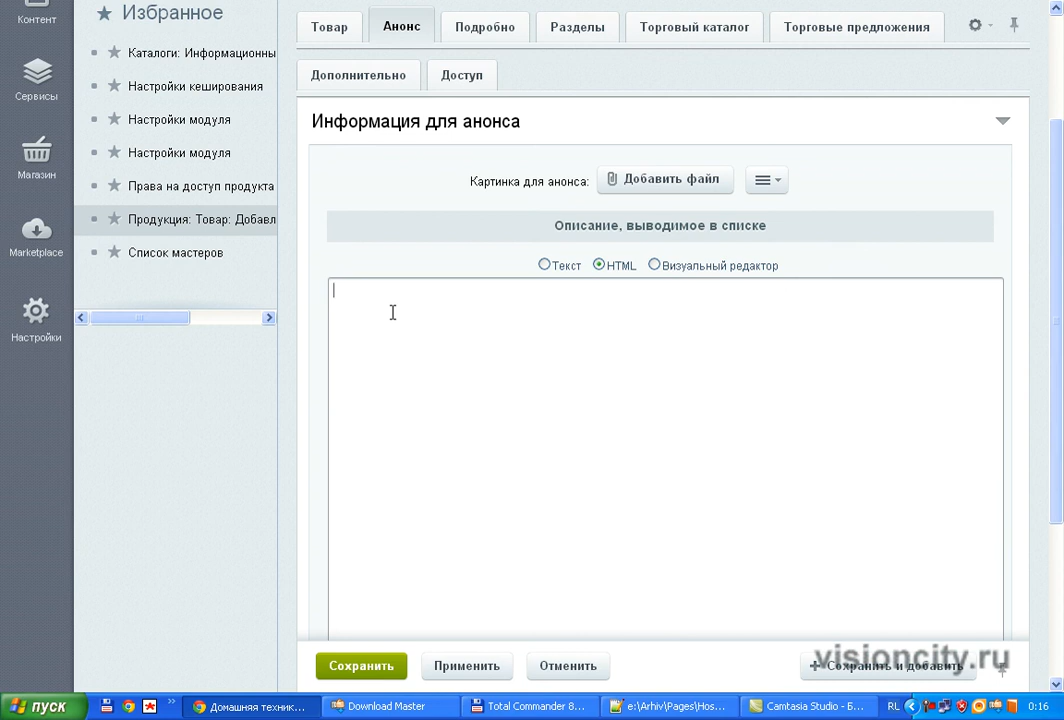 Контент
Сервисы
Магазин
Marketplace
Настройки
Избранное
Каталоги: Информационны
Настройки кеширования
Настройки модуля
Настройки модуля
Права на доступ продукта
Продукция: Товар: Добавл
Список мастеров
Товар
Анонс
Подробно
Разделы
Торговый каталог
Торговые предложения
Дополнительно
Доступ
Информация для анонса
Картинка для анонса:
Добавить файл
Описание, выводимое в списке
Текст
HTML
Визуальный редактор
Сохранить
Применить
Отменить
+ Сохранить и добавить
visioncity.ru
пуск
Домашняя техник...
Download Master
Total Commander 8...
e:\Arhiv\Pages\Hos...
Camtasia Studio - Б...
RL
0:16